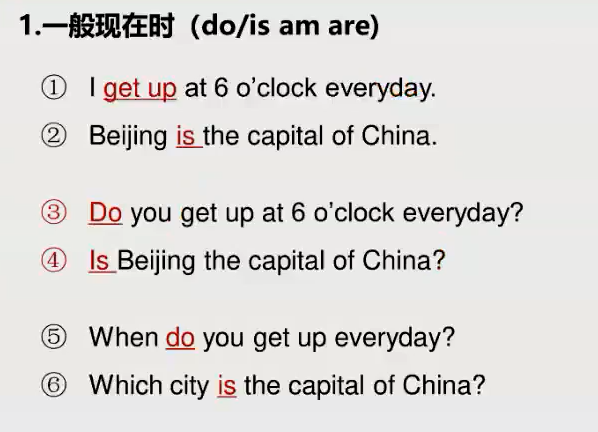 1.一般现在时（do/is am are)
① I get up at 6 o’clock everyday.
② Beijing is the capital of China.
③ Do you get up at 6 o’clock everyday?
④ Is Beijing the capital of China?
⑤ When do you get up everyday?
⑥ Which city is the capital of China?